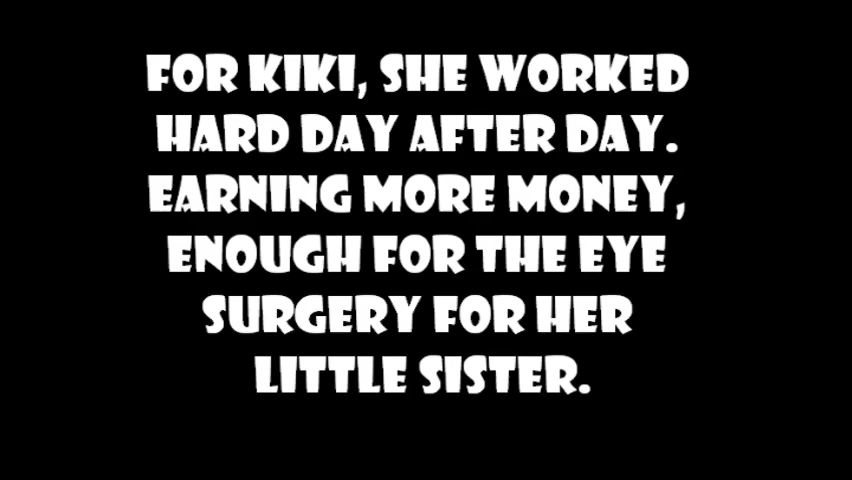 FOR KIKI, SHE WORKED
HARD DAY AFTER DAY.
EARNING MORE MONEY,
ENOUGH FOR THE EYE
SURGERY FOR HER
LITTLE SISTER.